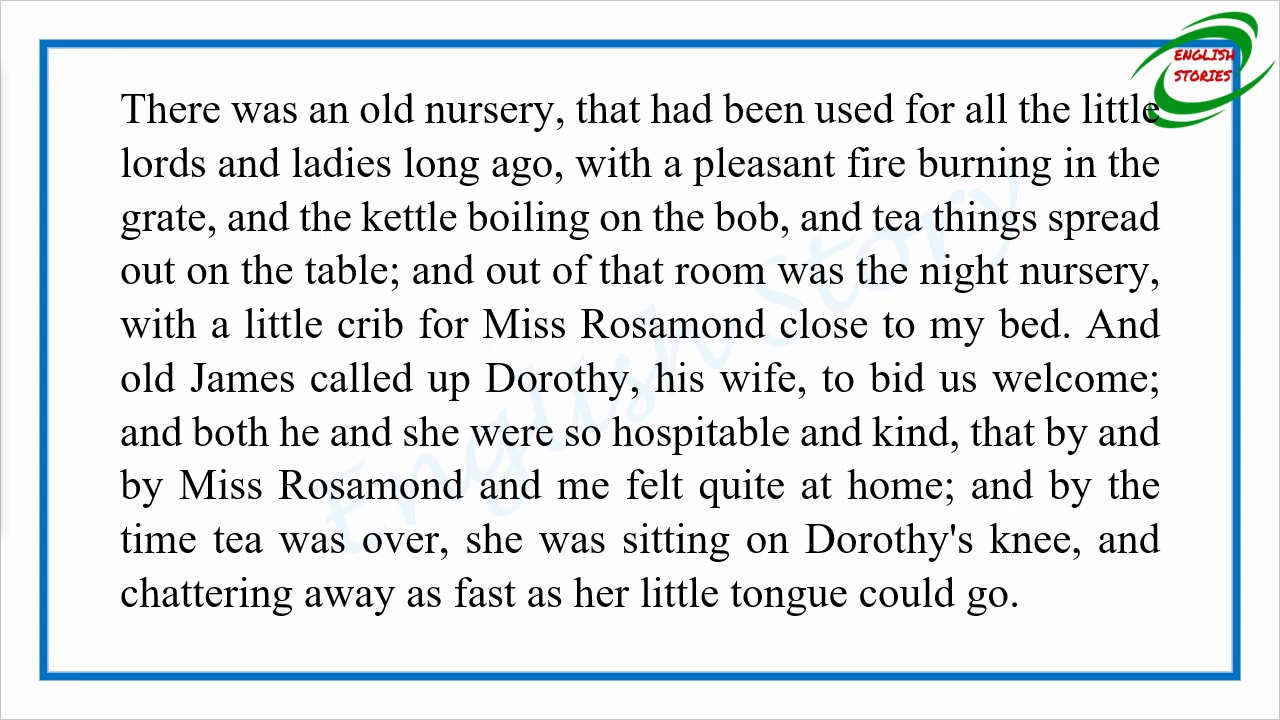 ENGLISH
STORIES
There was an old nursery, that had been used for all the little
lords and ladies long ago, with a pleasant fire burning in the
grate, and the kettle boiling on the bob, and tea things spread
out on the table; and out of that room was the night nursery,
with a little crib for Miss Rosamond close to my bed. And
old James called up Dorothy, his wife, to bid us welcome;
and both he and she were so hospitable and kind, that by and
by Miss Rosamond and me felt quite at home; and by the
time tea was over, she was sitting on Dorothy's knee, and
chattering away as fast as her little tongue could go.
English Story